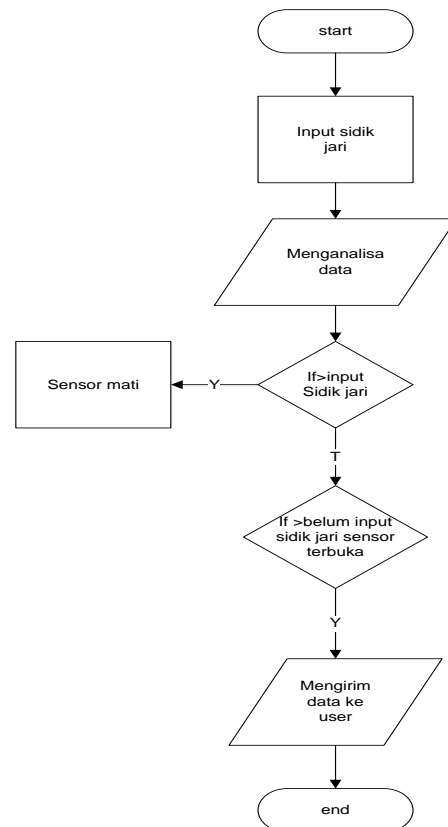 start
Input sidik
jari
Menganalisa
data
If>input
Sidik jari
Y
Sensor mati
T
If >belum input
sidik jari sensor
terbuka
Y
Mengirim
data ke
user
end